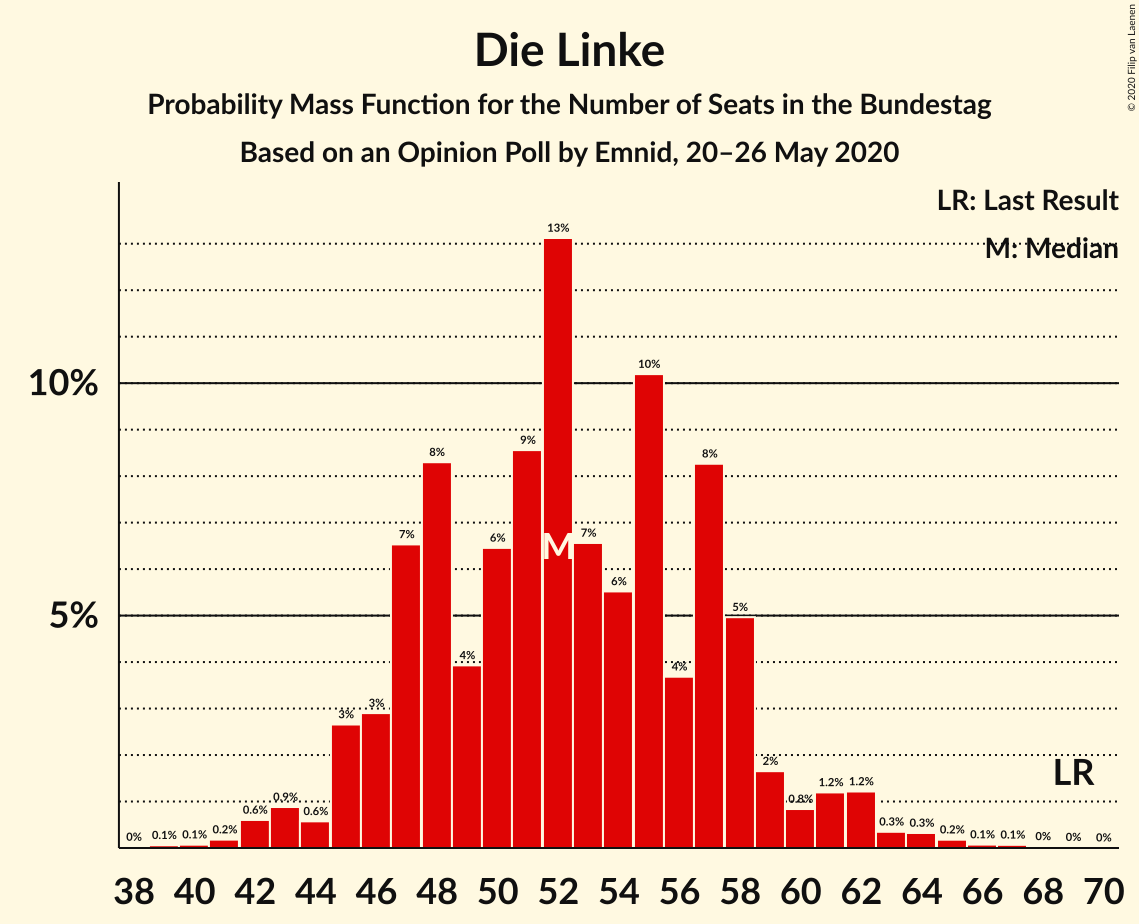 Die Linke
Probability Mass Function for the Number of Seats in the Bundestag
Based on an Opinion Poll by Emnid, 20–26 May 2020
© 2020 Filip van Laenen
LR: Last Result
M: Median
10%
5%
0% 0.1% 0.1% 0.2% 0.6% 0.9% 0.6% 3% 3% 7% 8% 4% 6% 9% 13% 7% 6% 10% 4% 8% 5% 2% 0.8% 1.2% 1.2% 0.3% 0.3% 0.2% 0.1% 0.1% 0% 0% 0%
M
LR
38 40 42 44 46 48 50 52 54 56 58 60 62 64 66 68 70